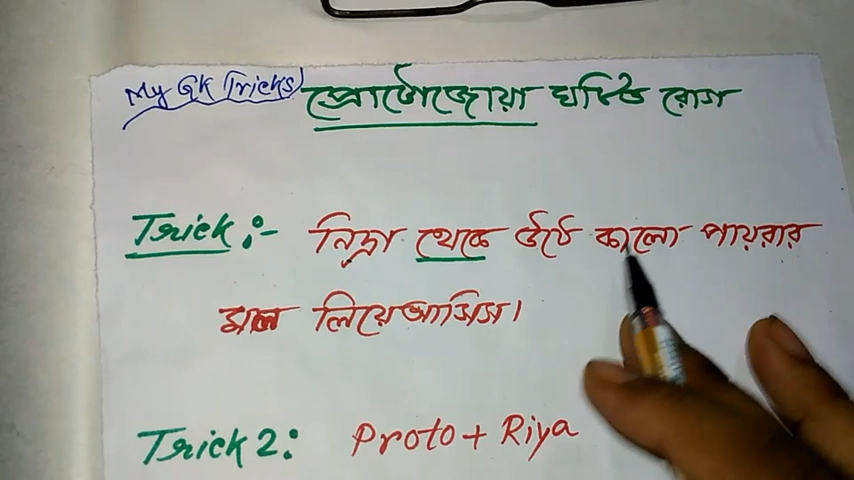 My GK Tricks
প্রোটোজোয়া ঘটিত রোগ
Trick :- নিদ্রা থেকে উঠে কালো পায়রার
মল নিয়েআসিস।
Trick 2: Proto + Riya